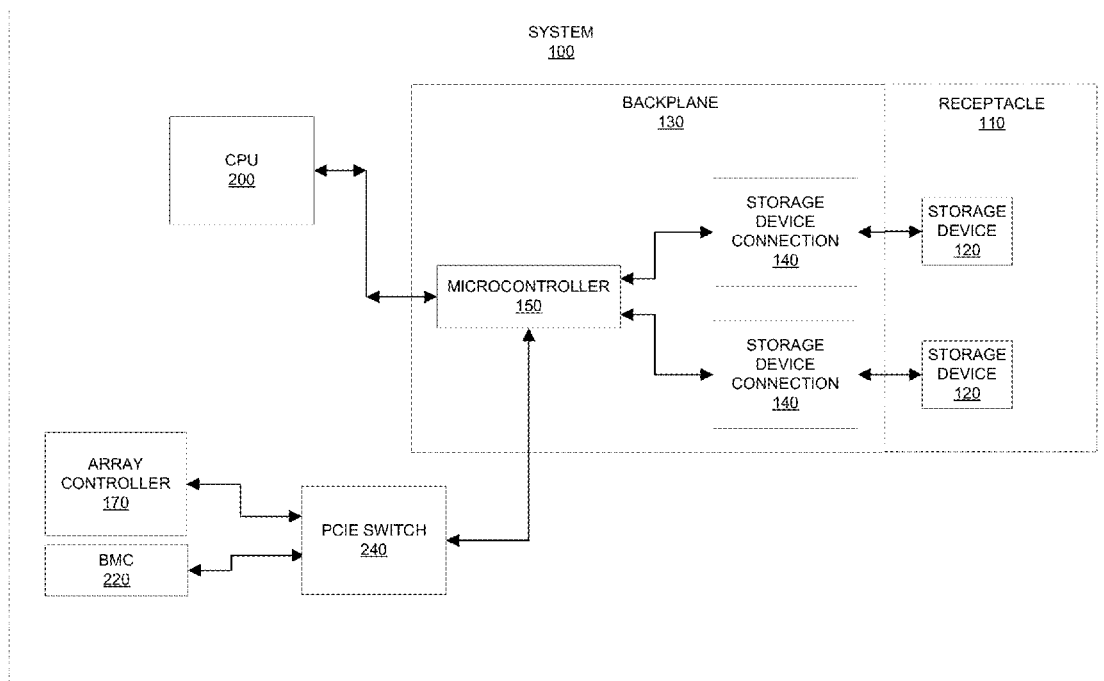 SYSTEM
100
BACKPLANE
130
RECEPTACLE
110
CPU
200
STORAGE
DEVICE
CONNECTION
140
STORAGE
DEVICE
120
MICROCONTROLLER
150
STORAGE
DEVICE
CONNECTION
140
STORAGE
DEVICE
120
ARRAY
CONTROLLER
170
PCIE SWITCH
240
BMC
220